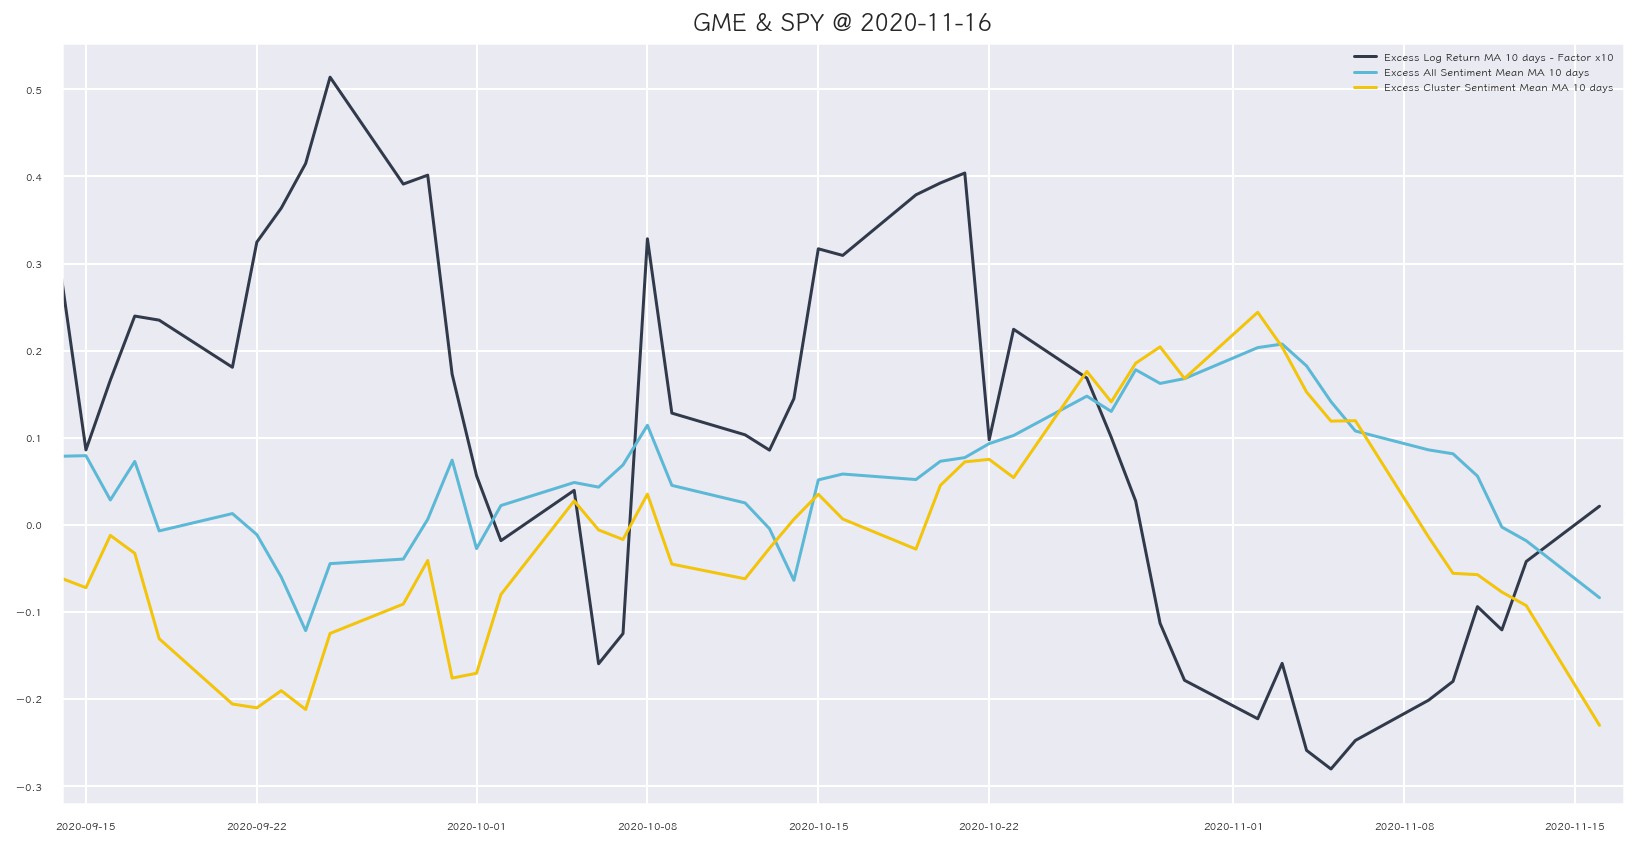 GME & SPY @ 2020-11-16
Excess Log Return MA 10 days - Factor x10
Excess All Sentiment Mean MA 10 days
Excess Cluster Sentiment Mean MA 10 days
0.5
0.4
0.3
0.2
0.1
0.0
−0.1
−0.2
−0.3
2020-09-15 2020-09-22 2020-10-01 2020-10-08 2020-10-15 2020-10-22 2020-11-01 2020-11-08 2020-11-15